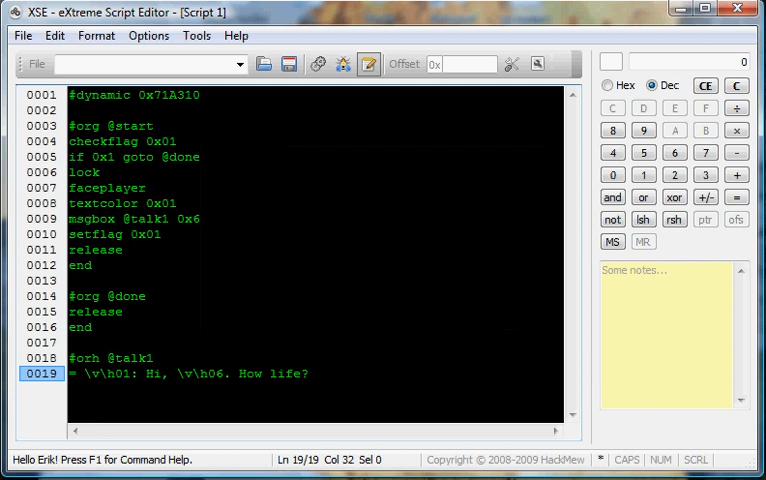 XSE - eXtreme Script Editor - [Script 1]
File Edit Format Options Tools Help
File Offset 0x 0
Hex Dec CE C
0001 #dynamic 0x71A310
0002
0003 #org @start
0004 checkflag 0x01
0005 if 0x1 goto @done
0006 lock
0007 faceplayer
0008 textcolor 0x01
0009 msgbox @talk1 0x6
0010 setflag 0x01
0011 release
0012 end
0013
0014 #org @done
0015 release
0016 end
0017
0018 #orh @talk1
0019 = \v\h01: Hi, \v\h06. How life?
C D E F ÷
8 9 A B ×
4 5 6 7 -
0 1 2 3 +
and or xor +/- =
not lsh rsh ptr ofs
MS MR
Some notes...
Hello Erik! Press F1 for Command Help. Ln 19/19 Col 32 Sel 0 Copyright © 2008-2009 HackMew * CAPS NUM SCRL